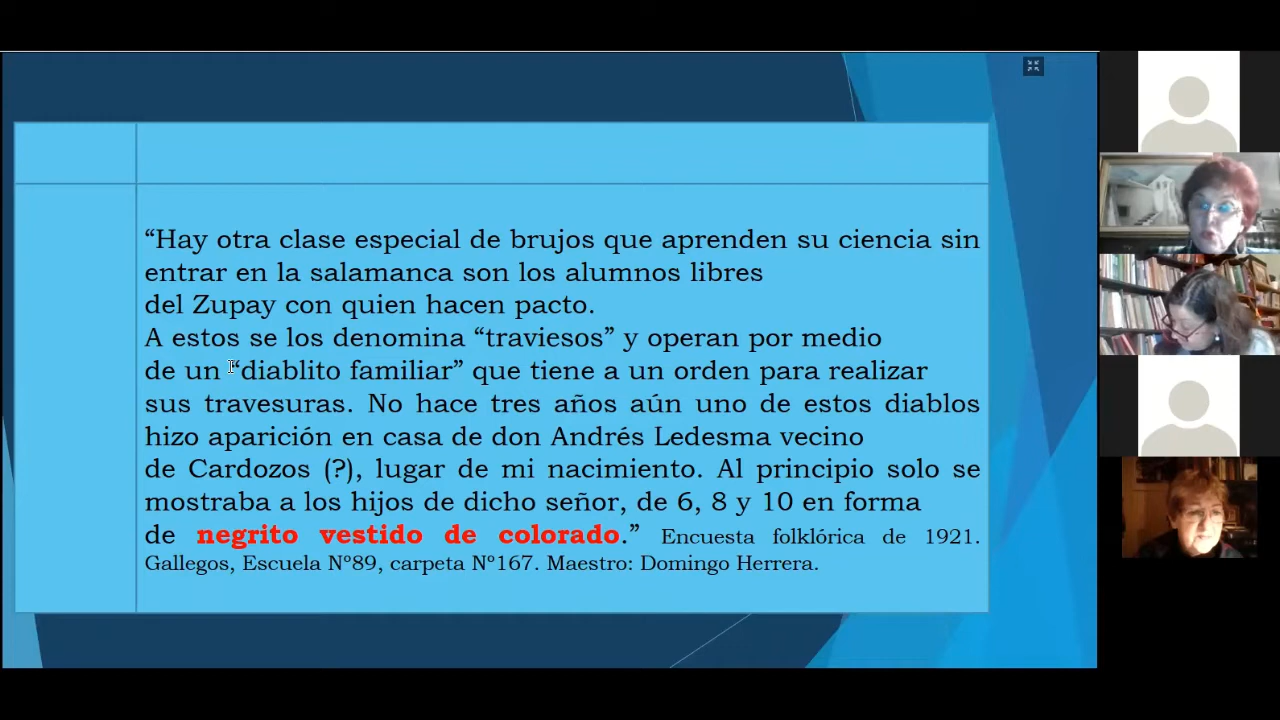 “Hay otra clase especial de brujos que aprenden su ciencia sin
entrar en la salamanca son los alumnos libres
del Zupay con quien hacen pacto.
A estos se los denomina “traviesos” y operan por medio
de un “diablito familiar” que tiene a un orden para realizar
sus travesuras. No hace tres años aún uno de estos diablos
hizo aparición en casa de don Andrés Ledesma vecino
de Cardozos (?), lugar de mi nacimiento. Al principio solo se
mostraba a los hijos de dicho señor, de 6, 8 y 10 en forma
de negrito vestido de colorado.” Encuesta folklórica de 1921.
Gallegos, Escuela Nº89, carpeta Nº167. Maestro: Domingo Herrera.